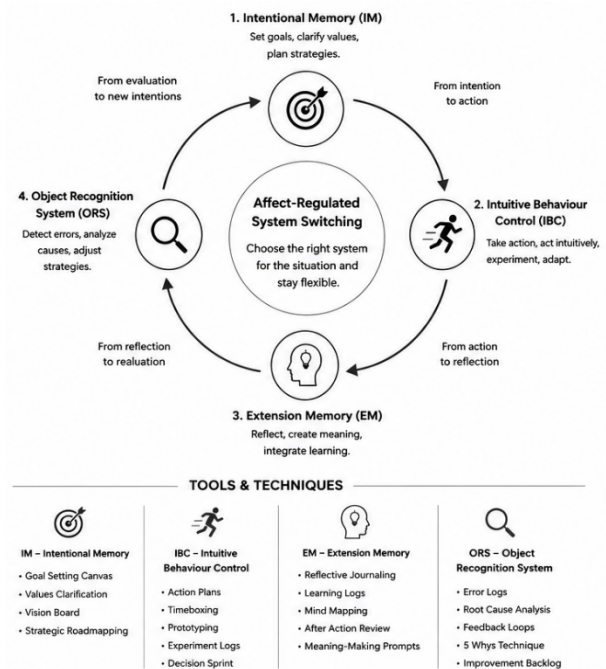 1. Intentional Memory (IM)
Set goals, clarify values,
plan strategies.
From evaluation
to new intentions
From intention
to action
4. Object Recognition
System (ORS)
Detect errors, analyze
causes, adjust
strategies.
Affect-Regulated
System Switching
Choose the right system
for the situation and
stay flexible.
2. Intuitive Behaviour
Control (IBC)
Take action, act intuitively,
experiment, adapt.
From reflection
to realuation
From action
to reflection
3. Extension Memory (EM)
Reflect, create meaning,
integrate learning.
TOOLS & TECHNIQUES
IM – Intentional Memory
• Goal Setting Canvas
• Values Clarification
• Vision Board
• Strategic Roadmapping
IBC – Intuitive
Behaviour Control
• Action Plans
• Timeboxing
• Prototyping
• Experiment Logs
• Decision Sprint
EM – Extension Memory
• Reflective Journaling
• Learning Logs
• Mind Mapping
• After Action Review
• Meaning-Making Prompts
ORS – Object
Recognition System
• Error Logs
• Root Cause Analysis
• Feedback Loops
• 5 Whys Technique
• Improvement Backlog